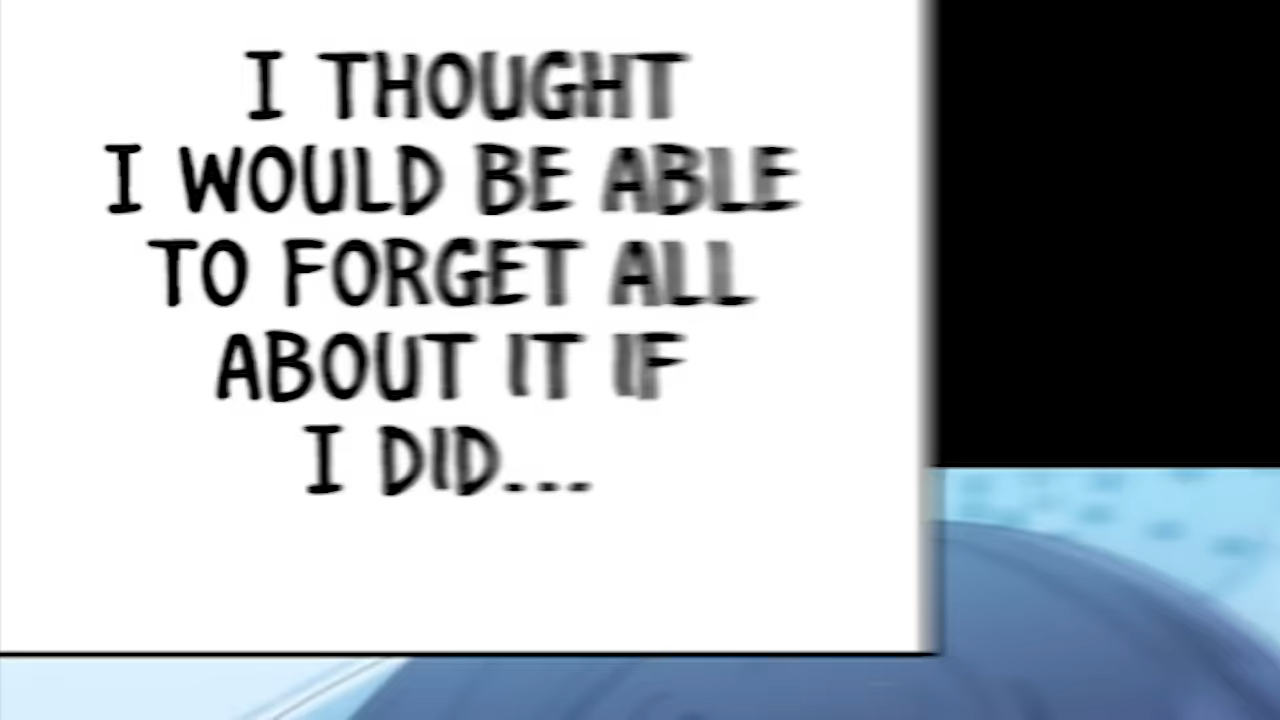 I THOUGHT
I WOULD BE ABLE
TO FORGET ALL
ABOUT IT IF
I DID...